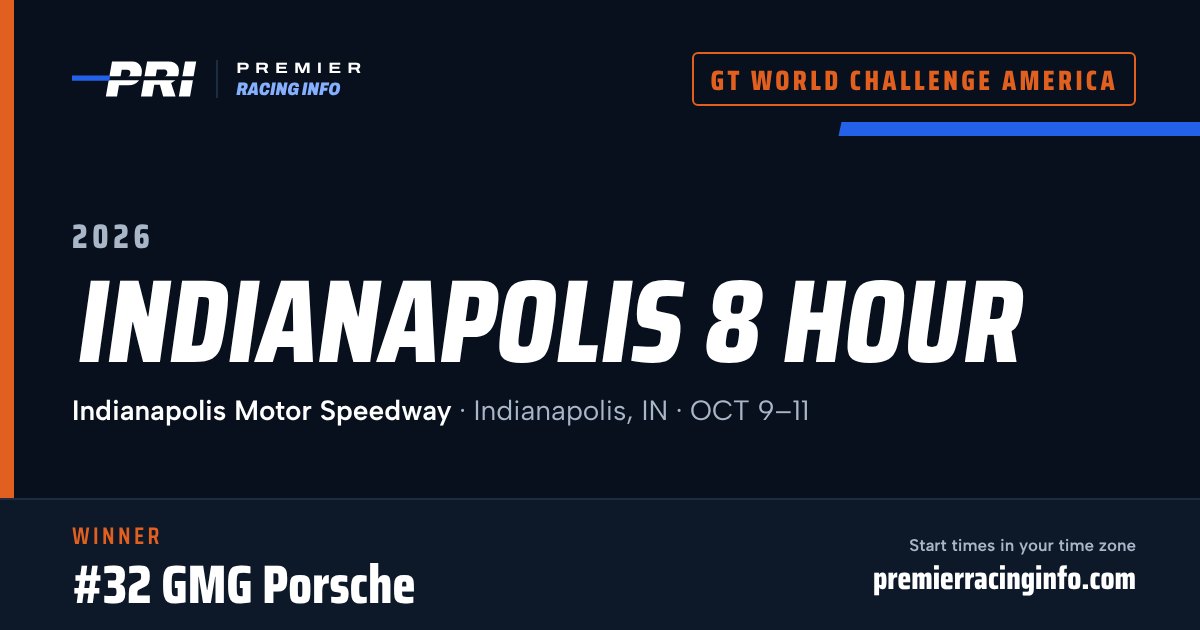 PRI
PREMIER
RACING INFO
GT WORLD CHALLENGE AMERICA
2026
INDIANAPOLIS 8 HOUR
Indianapolis Motor Speedway · Indianapolis, IN · OCT 9–11
WINNER
#32 GMG Porsche
Start times in your time zone
premierracinginfo.com